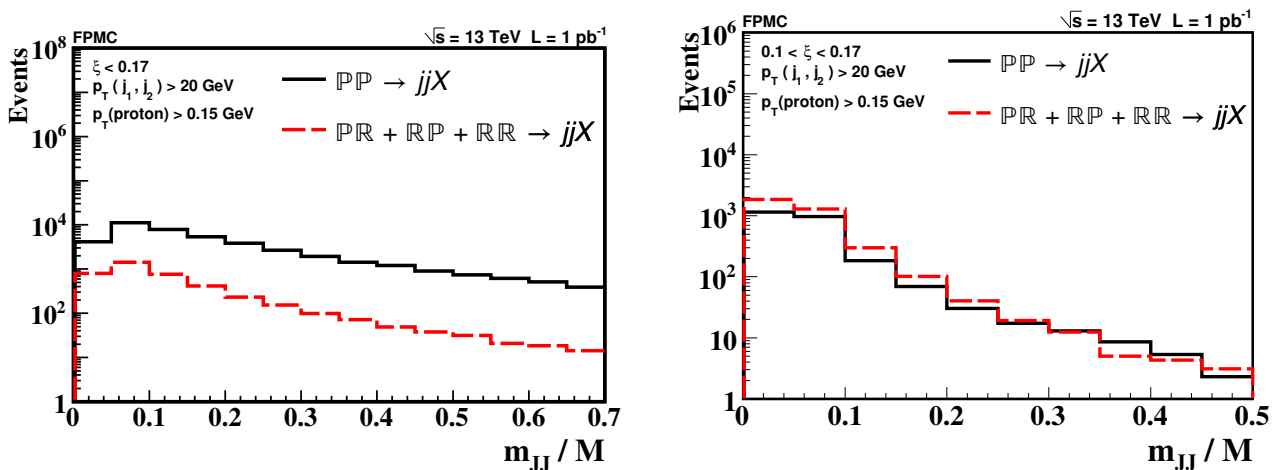 FPMC √s = 13 TeV L = 1 pb⁻¹
Events
10⁸
10⁶
10⁴
10²
1
ξ < 0.17
p_T ( j₁, j₂ ) > 20 GeV
p_T(proton) > 0.15 GeV
ℙℙ → jjX
ℙℝ + ℝℙ + ℝℝ → jjX
0 0.1 0.2 0.3 0.4 0.5 0.6 0.7
m_JJ / M
FPMC √s = 13 TeV L = 1 pb⁻¹
Events
10⁶
10⁵
10⁴
10³
10²
10
1
0.1 < ξ < 0.17
p_T ( j₁, j₂ ) > 20 GeV
p_T(proton) > 0.15 GeV
ℙℙ → jjX
ℙℝ + ℝℙ + ℝℝ → jjX
0 0.1 0.2 0.3 0.4 0.5
m_JJ / M